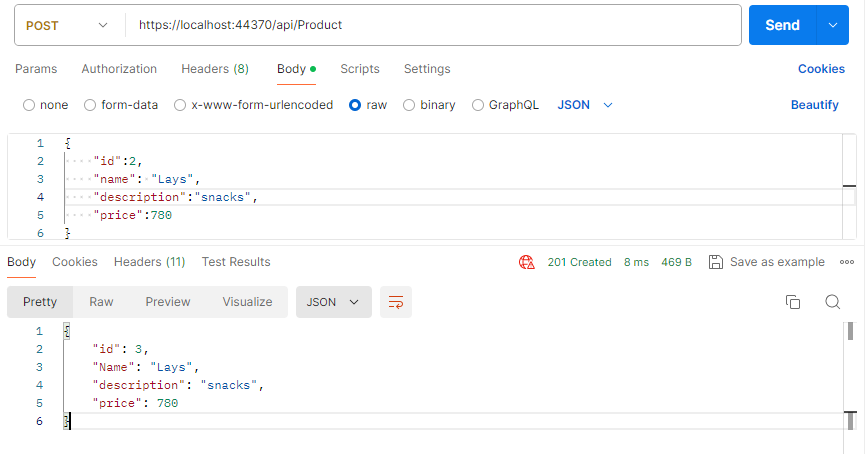 POST https://localhost:44370/api/Product Send
Params Authorization Headers (8) Body Scripts Settings Cookies
none form-data x-www-form-urlencoded raw binary GraphQL JSON Beautify
1 {
2 "id":2,
3 "name": "Lays",
4 "description":"snacks",
5 "price":780
6 }
Body Cookies Headers (11) Test Results 201 Created 8 ms 469 B Save as example
Pretty Raw Preview Visualize JSON
1 {
2 "id": 3,
3 "Name": "Lays",
4 "description": "snacks",
5 "price": 780
6 }